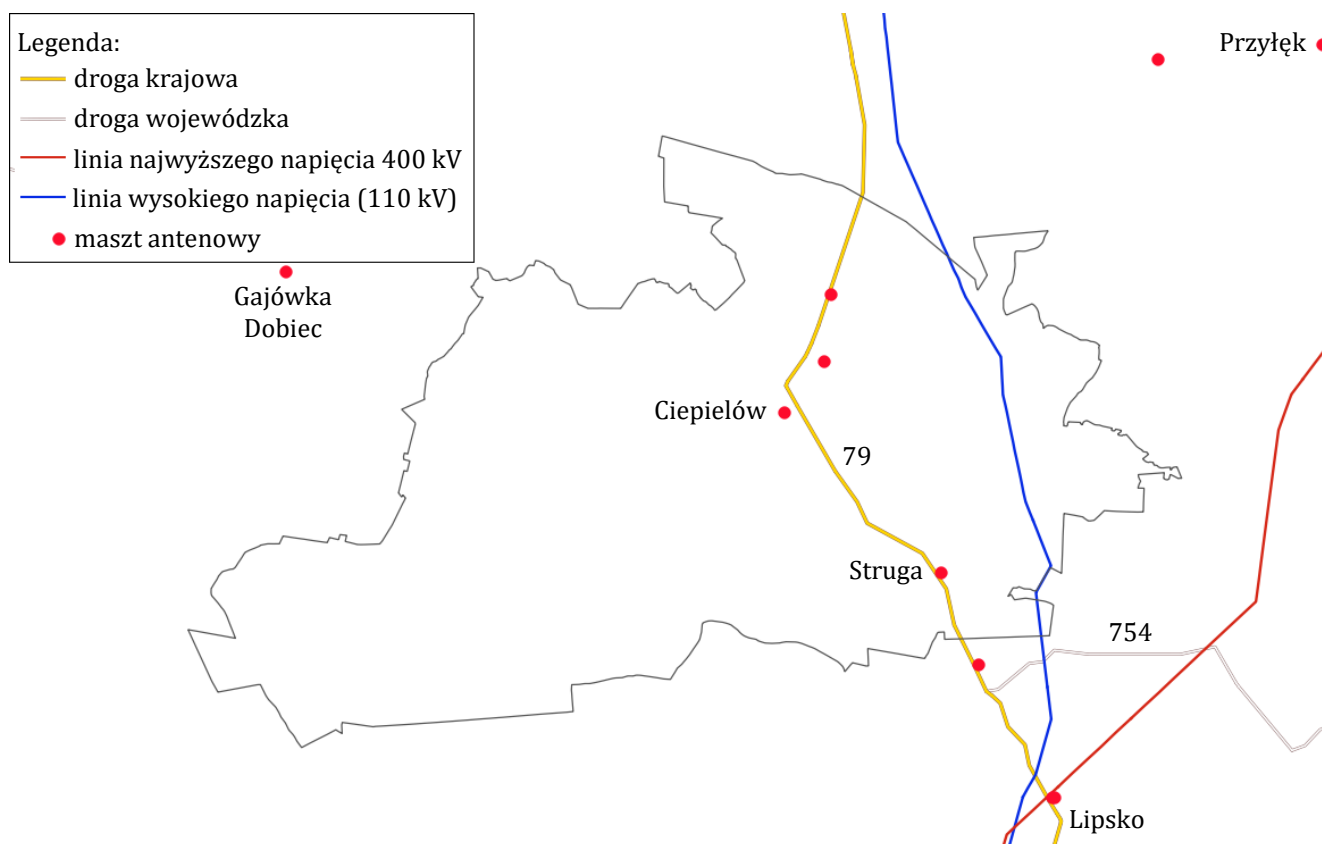 Legenda:
droga krajowa
droga wojewódzka
linia najwyższego napięcia 400 kV
linia wysokiego napięcia (110 kV)
maszt antenowy
Przyłęk
Gajówka
Dobiec
Ciepielów
79
Struga
754
Lipsko